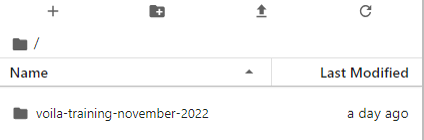 /
Name Last Modified
voila-training-november-2022 a day ago